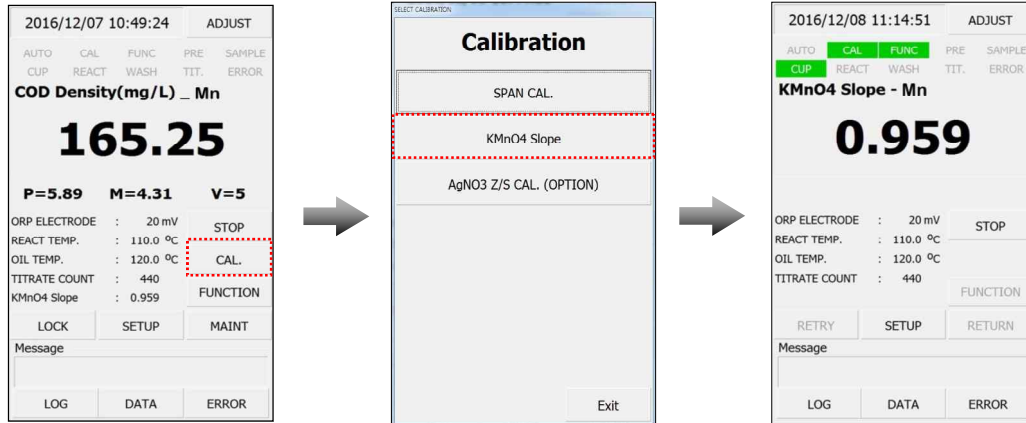 2016/12/07 10:49:24 ADJUST
AUTO CAL FUNC PRE SAMPLE
CUP REACT WASH TIT. ERROR
COD Density(mg/L) _ Mn
165.25
P=5.89 M=4.31 V=5
ORP ELECTRODE : 20 mV
REACT TEMP. : 110.0 ºC
OIL TEMP. : 120.0 ºC
TITRATE COUNT : 440
KMnO4 Slope : 0.959
STOP
CAL.
FUNCTION
LOCK SETUP MAINT
Message
LOG DATA ERROR
SELECT CALIBRATION
Calibration
SPAN CAL.
KMnO4 Slope
AgNO3 Z/S CAL. (OPTION)
Exit
2016/12/08 11:14:51 ADJUST
AUTO CAL FUNC PRE SAMPLE
CUP REACT WASH TIT. ERROR
KMnO4 Slope - Mn
0.959
ORP ELECTRODE : 20 mV
REACT TEMP. : 110.0 ºC
OIL TEMP. : 120.0 ºC
TITRATE COUNT : 440
STOP
FUNCTION
RETRY SETUP RETURN
Message
LOG DATA ERROR